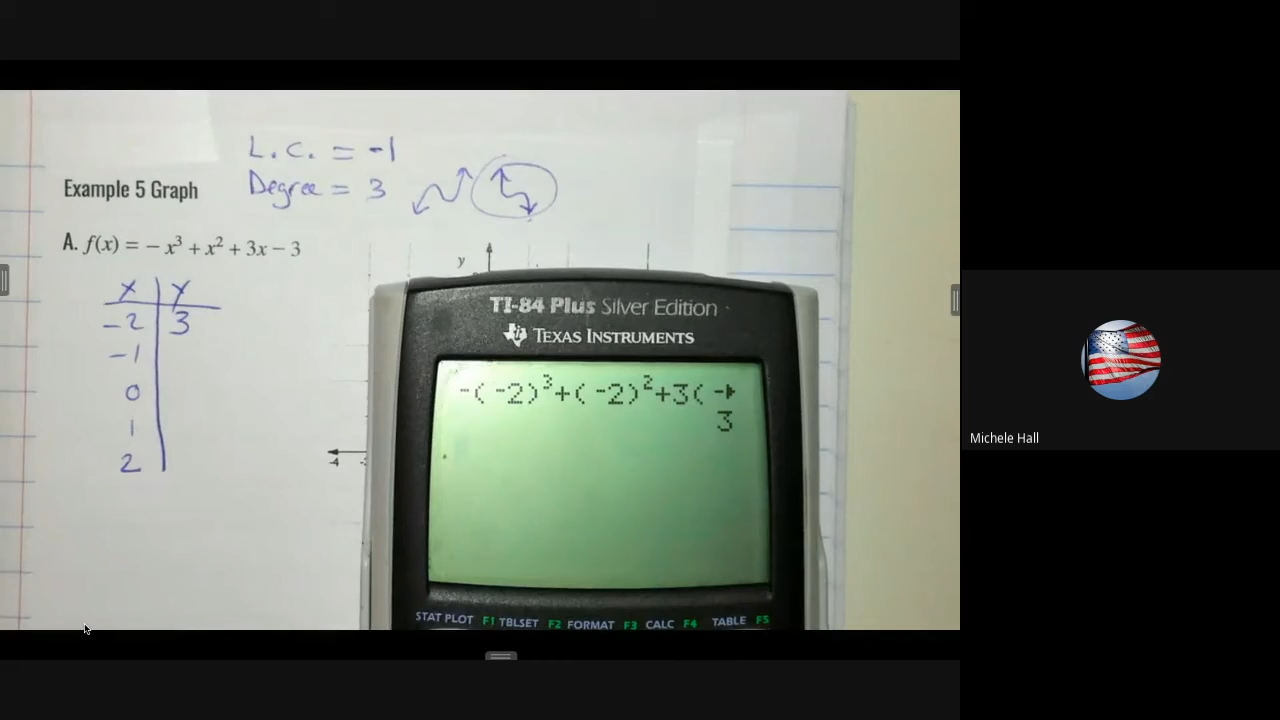 L.C. = -1
Example 5 Graph
Degree = 3
A. f(x) = − x³ + x² + 3x − 3
y
x y
-2 3
-1
0
1
2
-4
TI-84 Plus Silver Edition
TEXAS INSTRUMENTS
-(-2)³+(-2)²+3(-
3
STAT PLOT F1 TBLSET F2 FORMAT F3 CALC F4 TABLE F5
Michele Hall